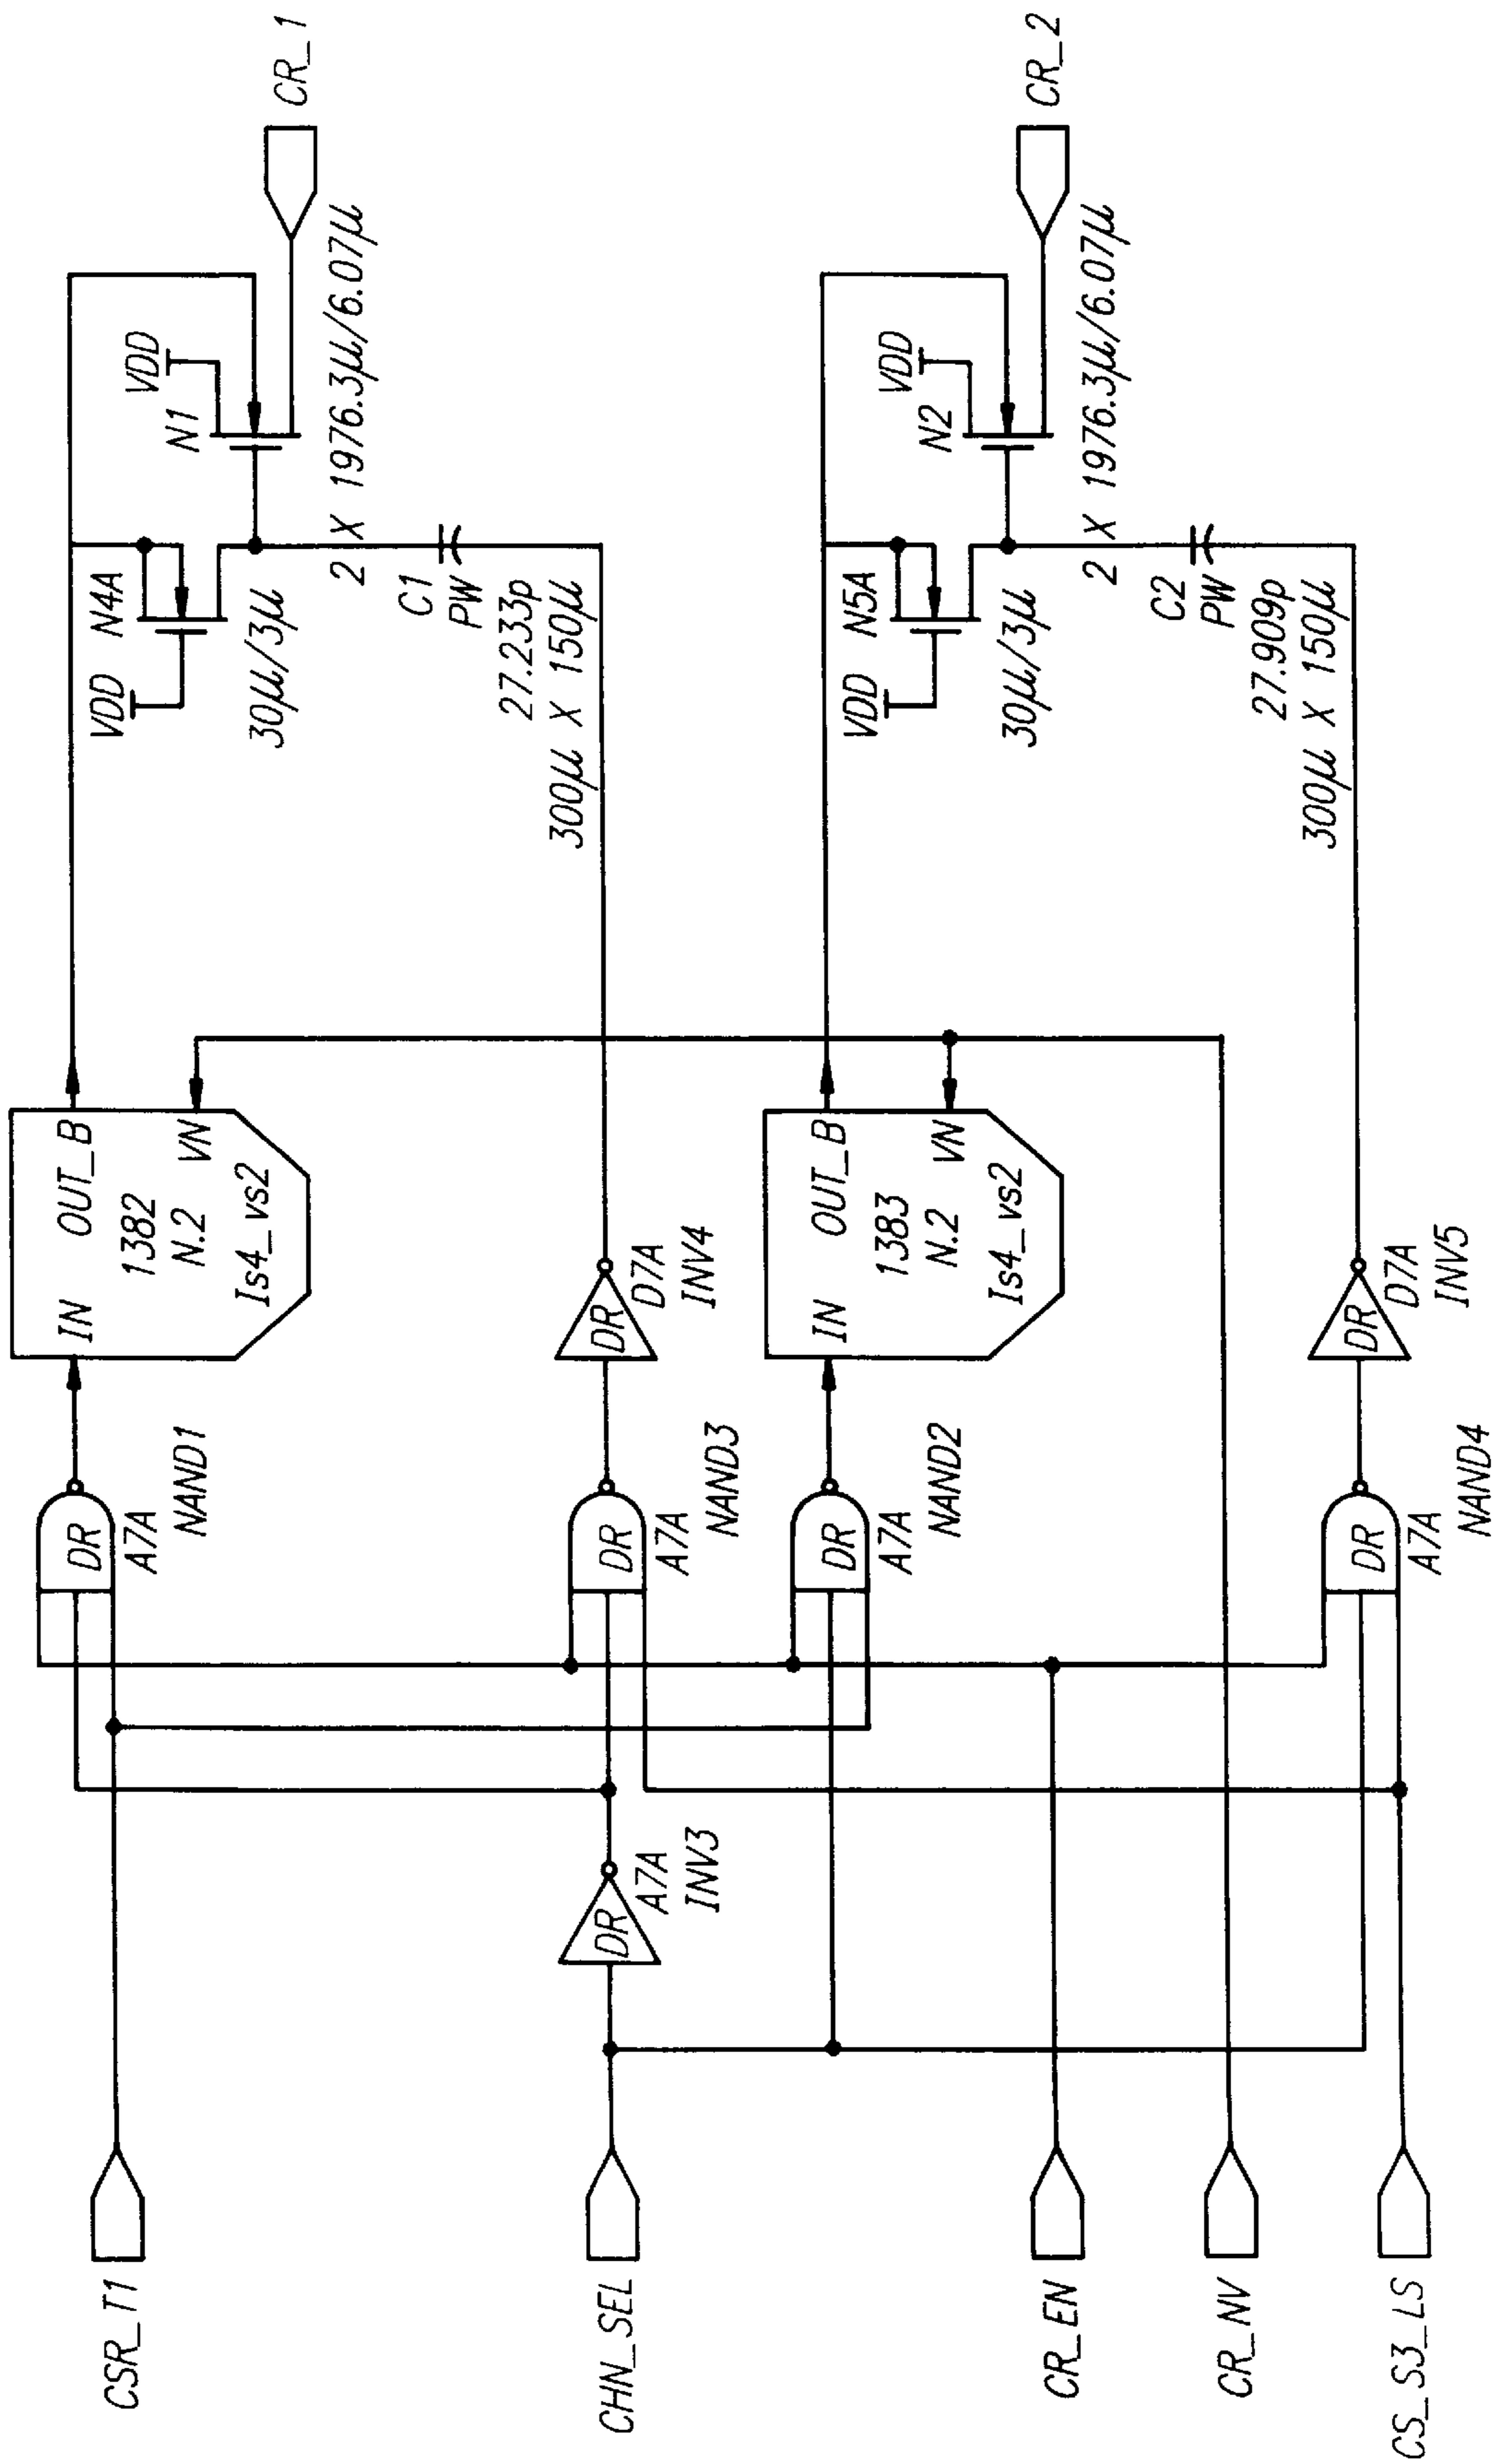 CSR_T1
DR
A7A
NAND1
IN
OUT_B
1382
VN
N.2
Is4_vs2
VDD
N4A
30µ/3µ
VDD
N1
CR_1
2 X 1976.3µ/6.07µ
C1
PW
27.233p
300µ X 150µ
CHN_SEL
DR
A7A
INV3
DR
A7A
NAND3
DR
D7A
INV4
DR
A7A
NAND2
IN
OUT_B
1383
VN
N.2
Is4_vs2
VDD
N5A
30µ/3µ
VDD
N2
CR_2
2 X 1976.3µ/6.07µ
C2
PW
27.909p
300µ X 150µ
CR_EN
CR_NV
CS_S3_LS
DR
A7A
NAND4
DR
D7A
INV5